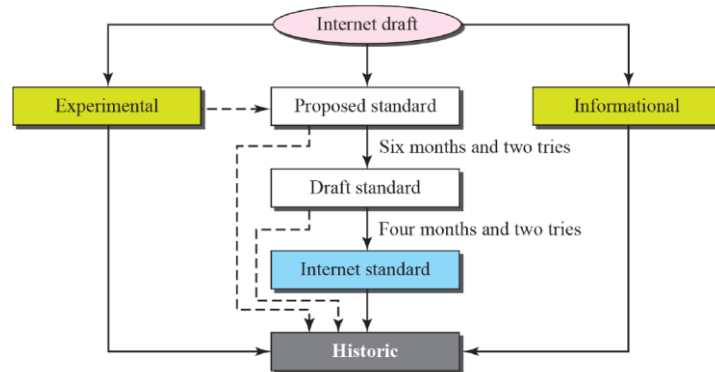 Internet draft
Experimental
Proposed standard
Informational
Six months and two tries
Draft standard
Four months and two tries
Internet standard
Historic